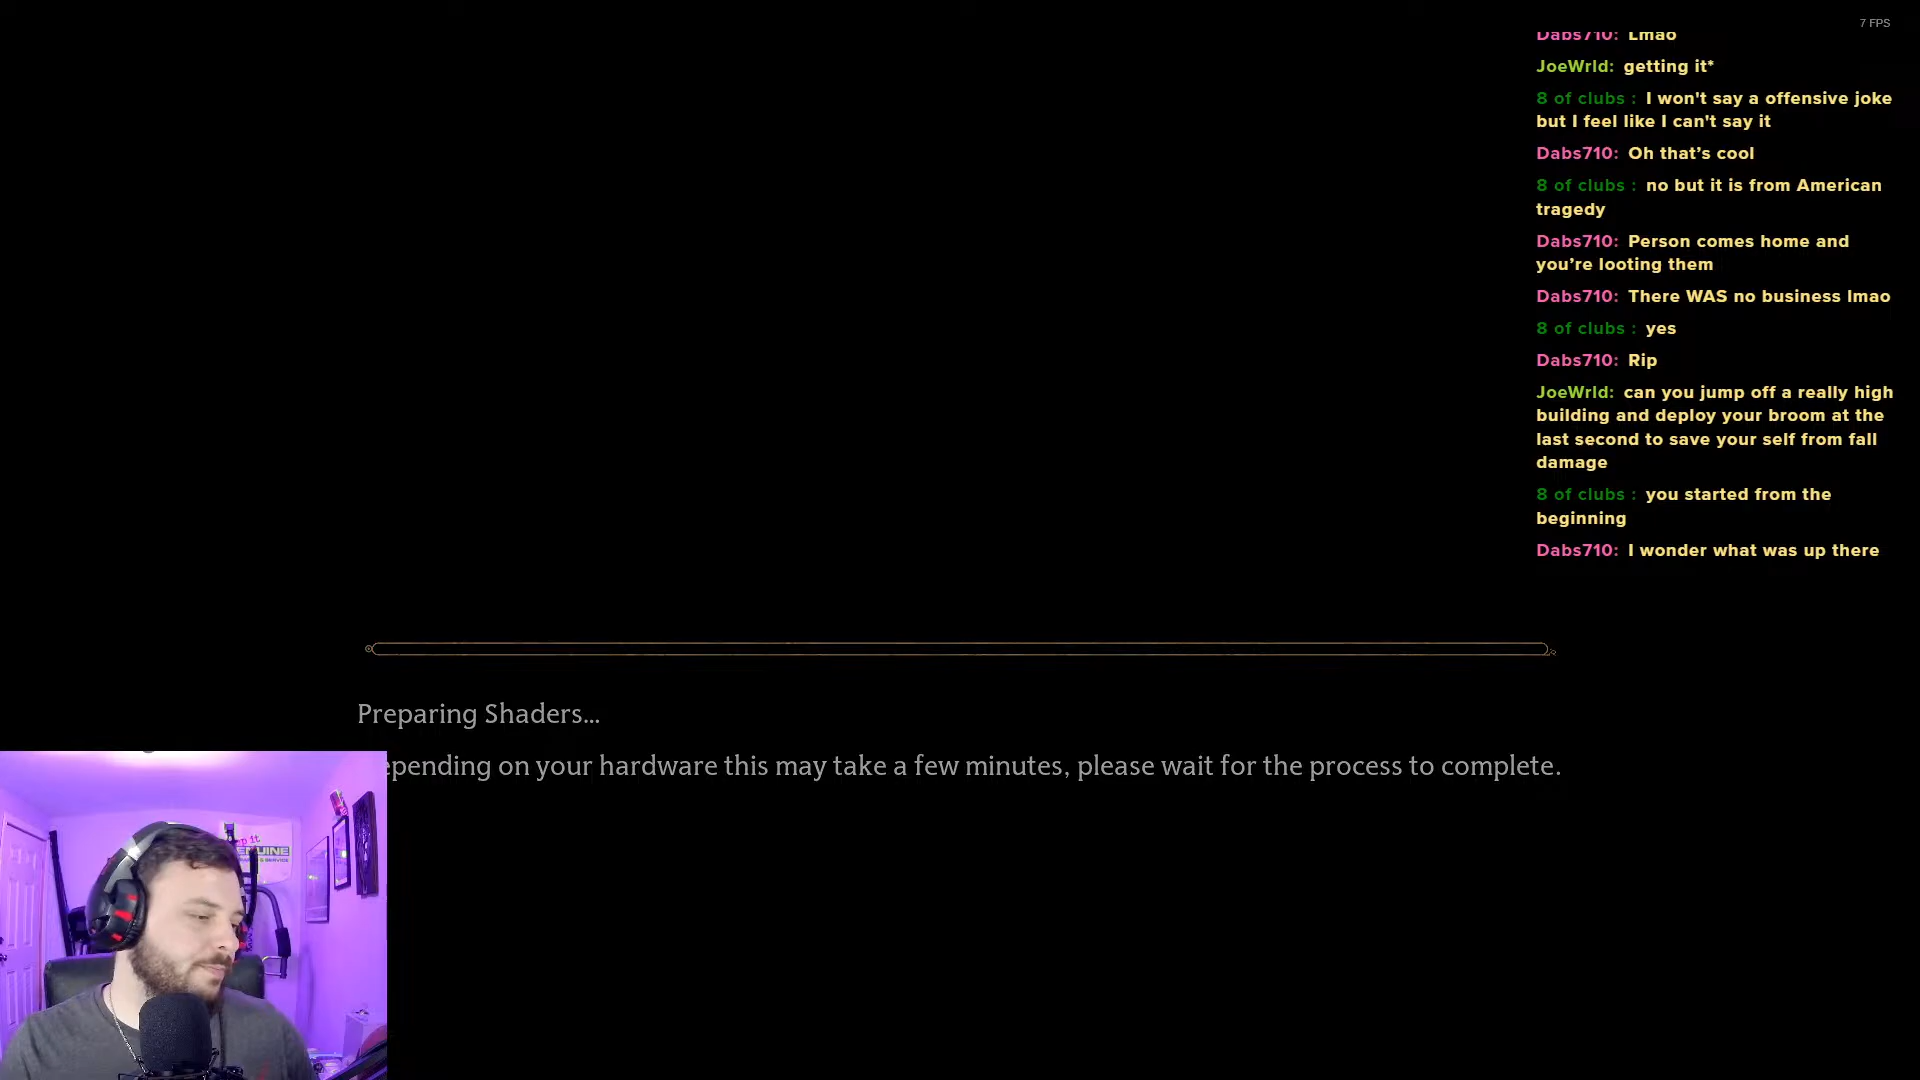 7 FPS
Dabs710: Lmao
JoeWrld: getting it*
8 of clubs : I won't say a offensive joke
but I feel like I can't say it
Dabs710: Oh that’s cool
8 of clubs : no but it is from American
tragedy
Dabs710: Person comes home and
you’re looting them
Dabs710: There WAS no business lmao
8 of clubs : yes
Dabs710: Rip
JoeWrld: can you jump off a really high
building and deploy your broom at the
last second to save your self from fall
damage
8 of clubs : you started from the
beginning
Dabs710: I wonder what was up there
Preparing Shaders...
epending on your hardware this may take a few minutes, please wait for the process to complete.